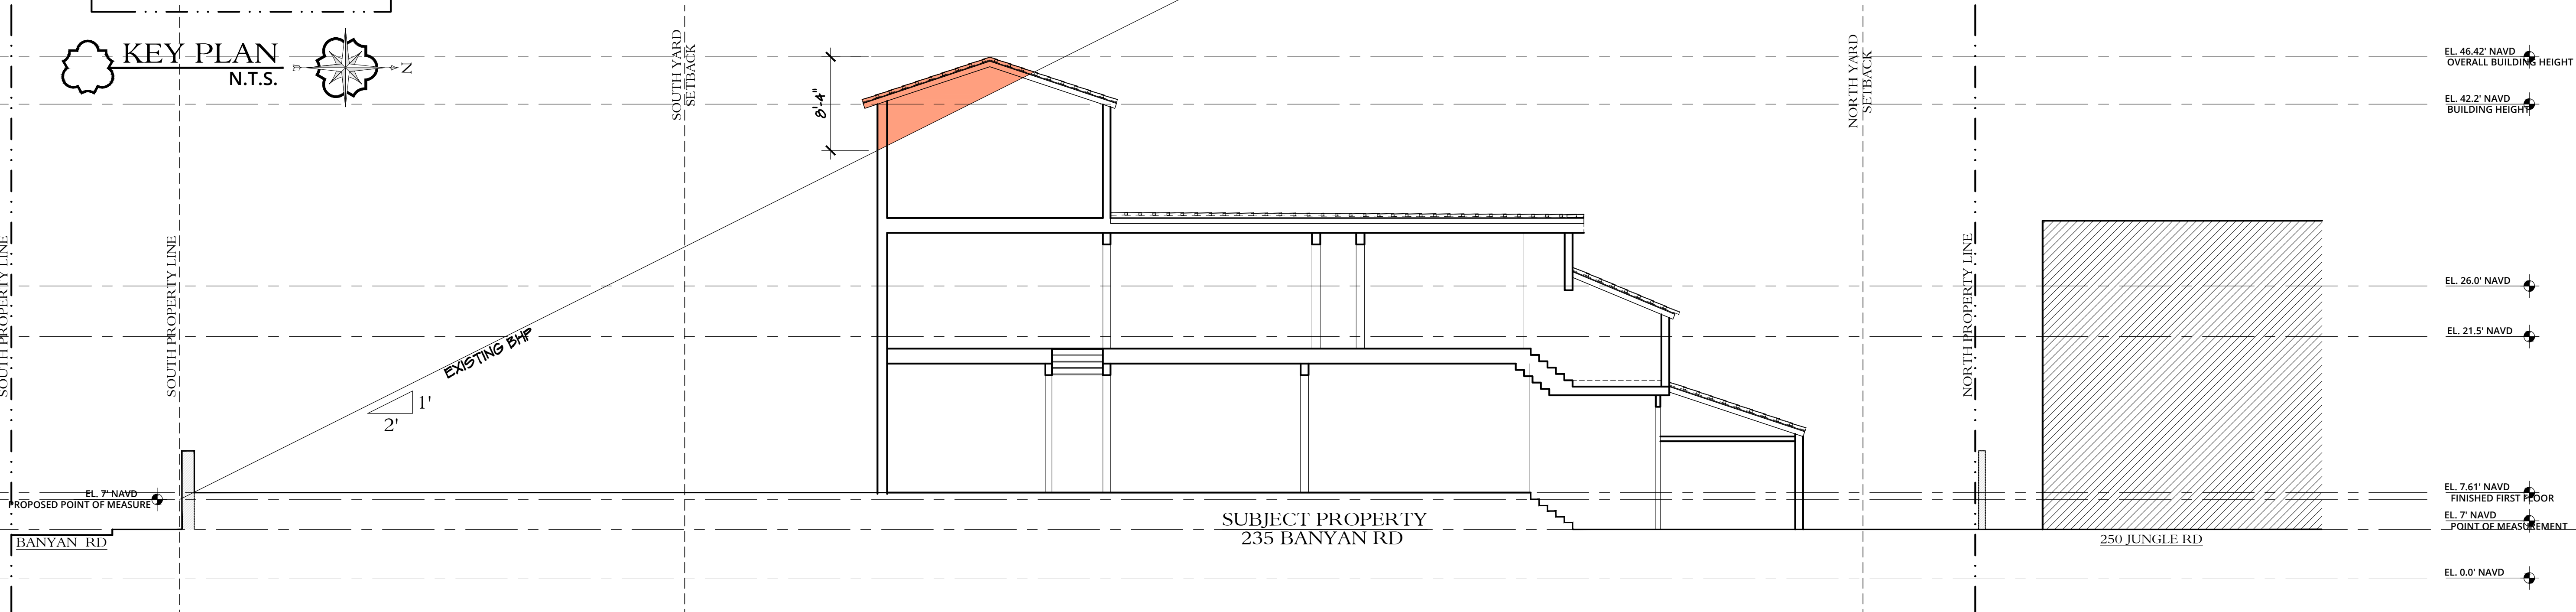 KEY PLAN
N.T.S.
N
SOUTH YARD
SETBACK
NORTH YARD
SETBACK
EL. 46.42' NAVD
OVERALL BUILDING HEIGHT
EL. 42.2' NAVD
BUILDING HEIGHT
8'-4"
SOUTH PROPERTY LINE
SOUTH PROPERTY LINE
NORTH PROPERTY LINE
EL. 26.0' NAVD
EL. 21.5' NAVD
EXISTING BHP
1'
2'
EL. 7' NAVD
PROPOSED POINT OF MEASURE
EL. 7.61' NAVD
FINISHED FIRST FLOOR
EL. 7' NAVD
POINT OF MEASUREMENT
BANYAN RD
SUBJECT PROPERTY
235 BANYAN RD
250 JUNGLE RD
EL. 0.0' NAVD